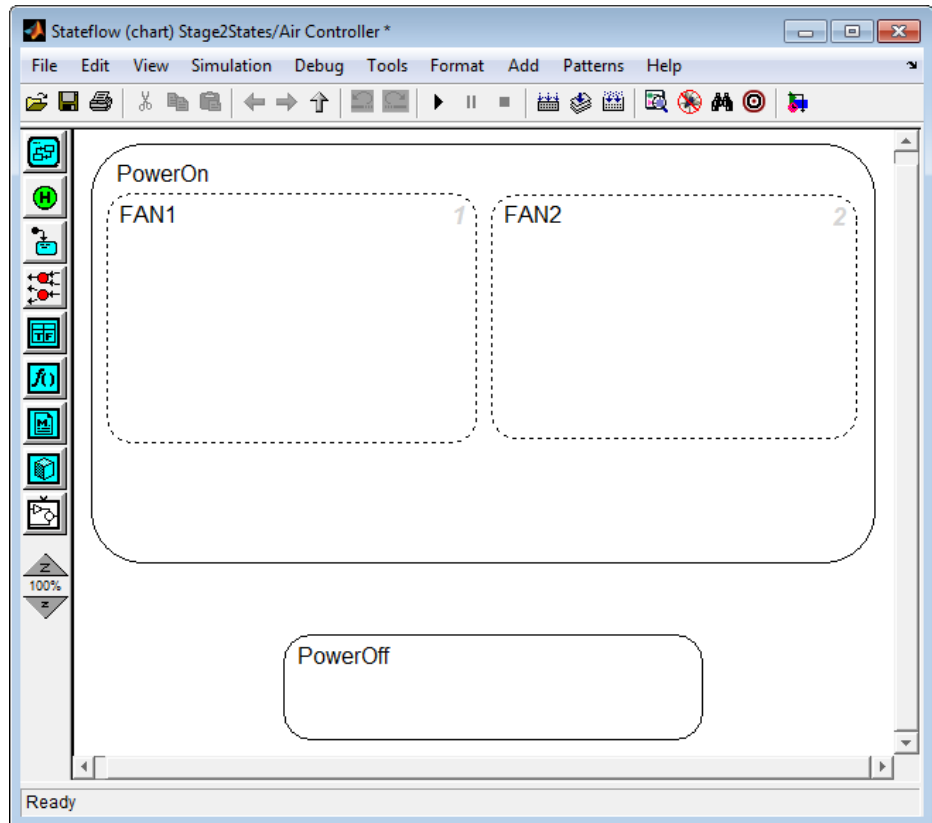 Stateflow (chart) Stage2States/Air Controller *
File Edit View Simulation Debug Tools Format Add Patterns Help
PowerOn
FAN1 1 FAN2 2
H
TF
f()
M
Z
100%
z
PowerOff
Ready